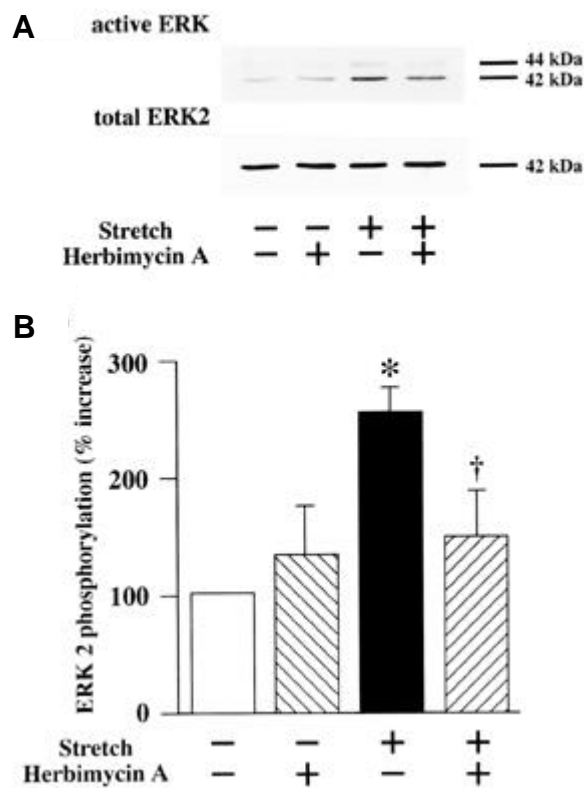 A
active ERK
44 kDa
42 kDa
total ERK2
42 kDa
Stretch − − + +
Herbimycin A − + − +
B
ERK 2 phosphorylation (% increase)
300
200
100
0
*
†
Stretch − − + +
Herbimycin A − + − +